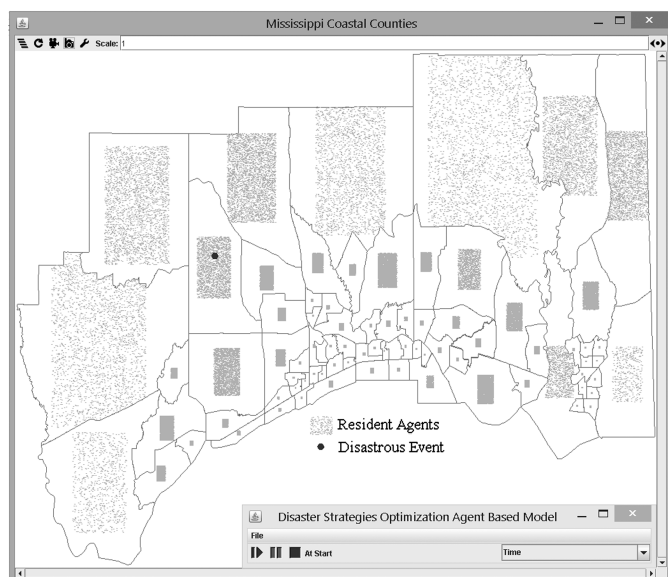 Mississippi Coastal Counties
Scale: 1
Resident Agents
Disastrous Event
Disaster Strategies Optimization Agent Based Model
File
At Start
Time